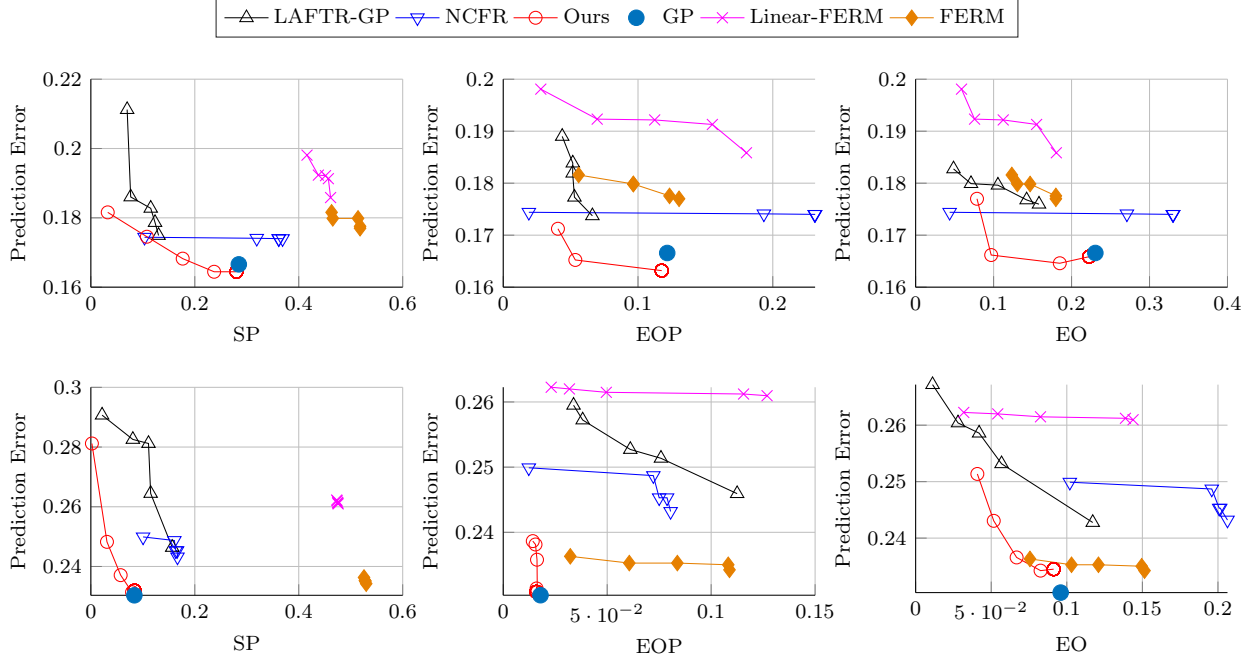 LAFTR-GP NCFR Ours GP Linear-FERM FERM
0.22
0.2
0.18
0.16
0 0.2 0.4 0.6
Prediction Error
SP
0.2
0.19
0.18
0.17
0.16
0 0.1 0.2
Prediction Error
EOP
0.2
0.19
0.18
0.17
0.16
0 0.1 0.2 0.3 0.4
Prediction Error
EO
0.3
0.28
0.26
0.24
0 0.2 0.4 0.6
Prediction Error
SP
0.26
0.25
0.24
0 5 · 10⁻² 0.1 0.15
Prediction Error
EOP
0.26
0.25
0.24
0 5 · 10⁻² 0.1 0.15 0.2
Prediction Error
EO